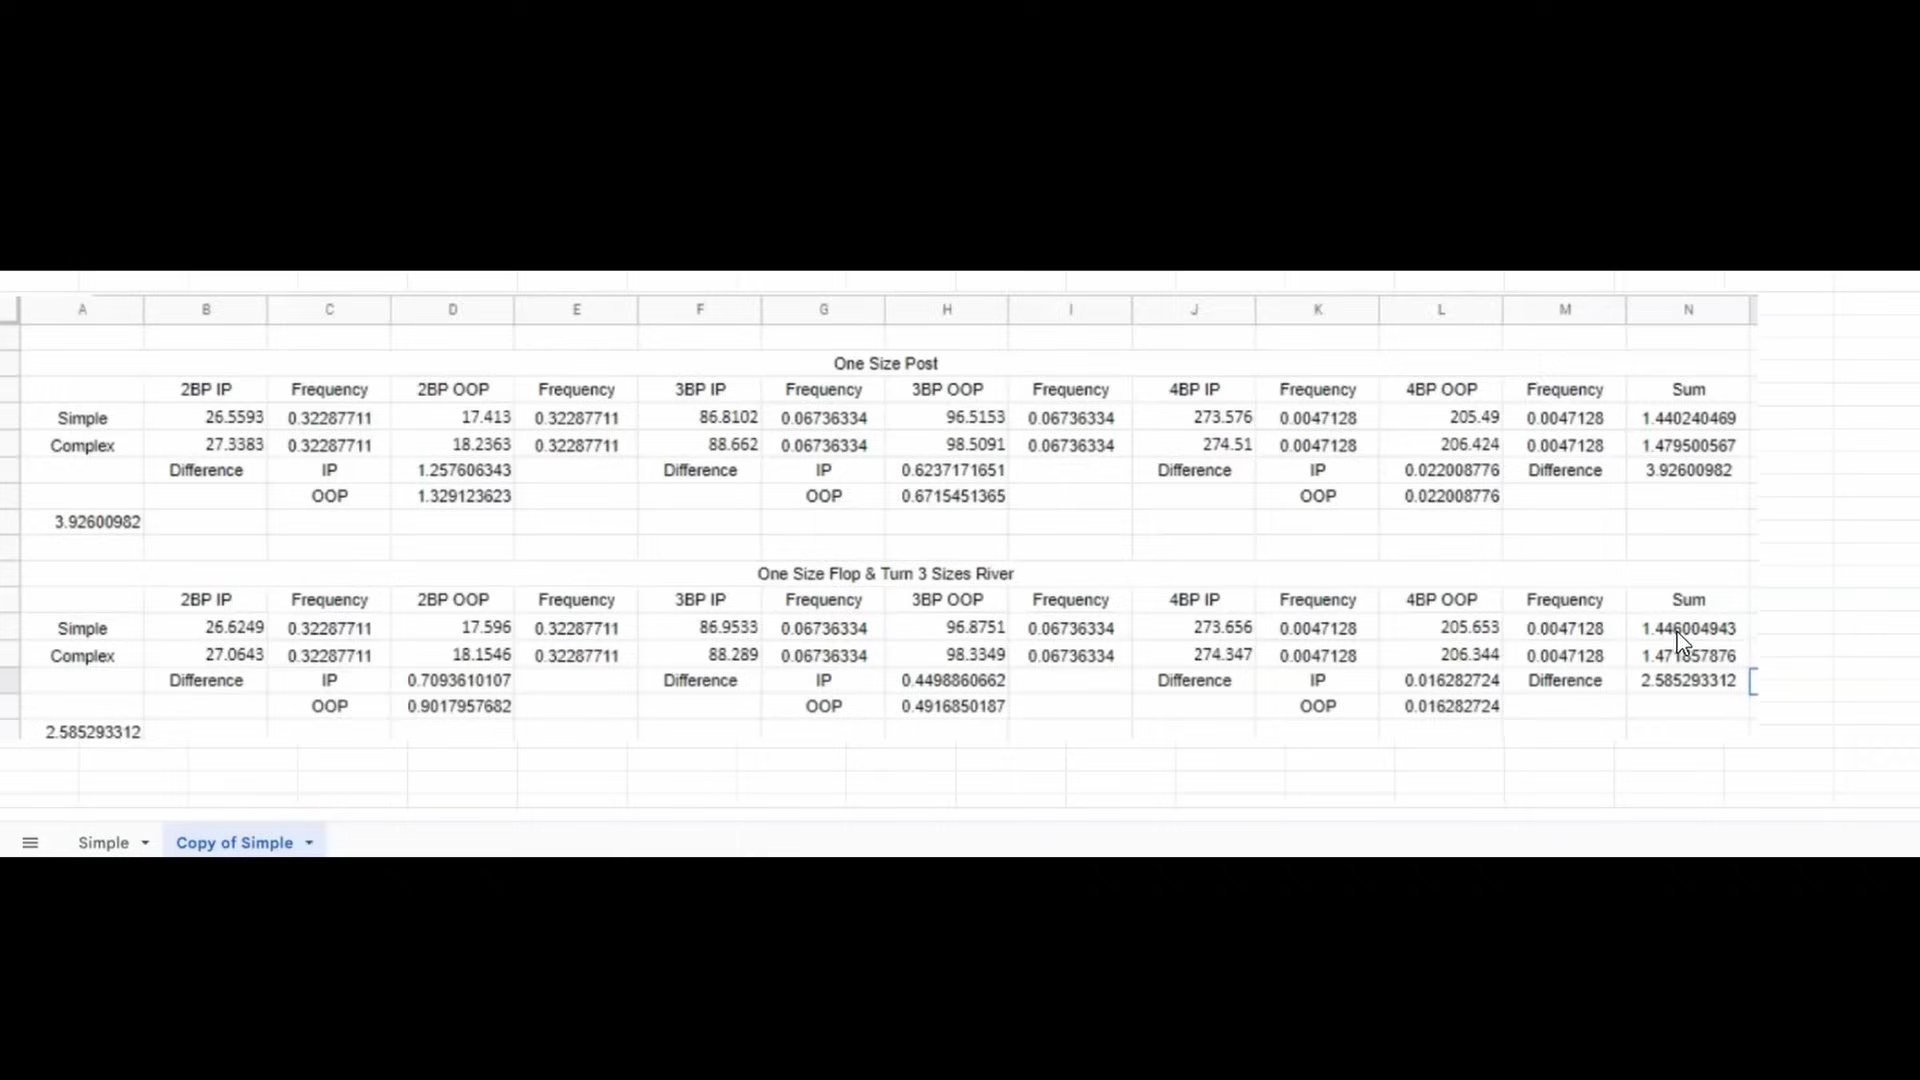 A B C D E F G H I J K L M N
One Size Post
2BP IP Frequency 2BP OOP Frequency 3BP IP Frequency 3BP OOP Frequency 4BP IP Frequency 4BP OOP Frequency Sum
Simple 26.5593 0.32287711 17.413 0.32287711 86.8102 0.06736334 96.5153 0.06736334 273.576 0.0047128 205.49 0.0047128 1.440240469
Complex 27.3383 0.32287711 18.2363 0.32287711 88.662 0.06736334 98.5091 0.06736334 274.51 0.0047128 206.424 0.0047128 1.479500567
Difference IP 1.257606343 Difference IP 0.6237171651 Difference IP 0.022008776 Difference 3.92600982
OOP 1.329123623 OOP 0.6715451365 OOP 0.022008776
3.92600982
One Size Flop & Turn 3 Sizes River
2BP IP Frequency 2BP OOP Frequency 3BP IP Frequency 3BP OOP Frequency 4BP IP Frequency 4BP OOP Frequency Sum
Simple 26.6249 0.32287711 17.596 0.32287711 86.9533 0.06736334 96.8751 0.06736334 273.656 0.0047128 205.653 0.0047128 1.446004943
Complex 27.0643 0.32287711 18.1546 0.32287711 88.289 0.06736334 98.3349 0.06736334 274.347 0.0047128 206.344 0.0047128 1.471857876
Difference IP 0.7093610107 Difference IP 0.4498860662 Difference IP 0.016282724 Difference 2.585293312
OOP 0.9017957682 OOP 0.4916850187 OOP 0.016282724
2.585293312
Simple Copy of Simple